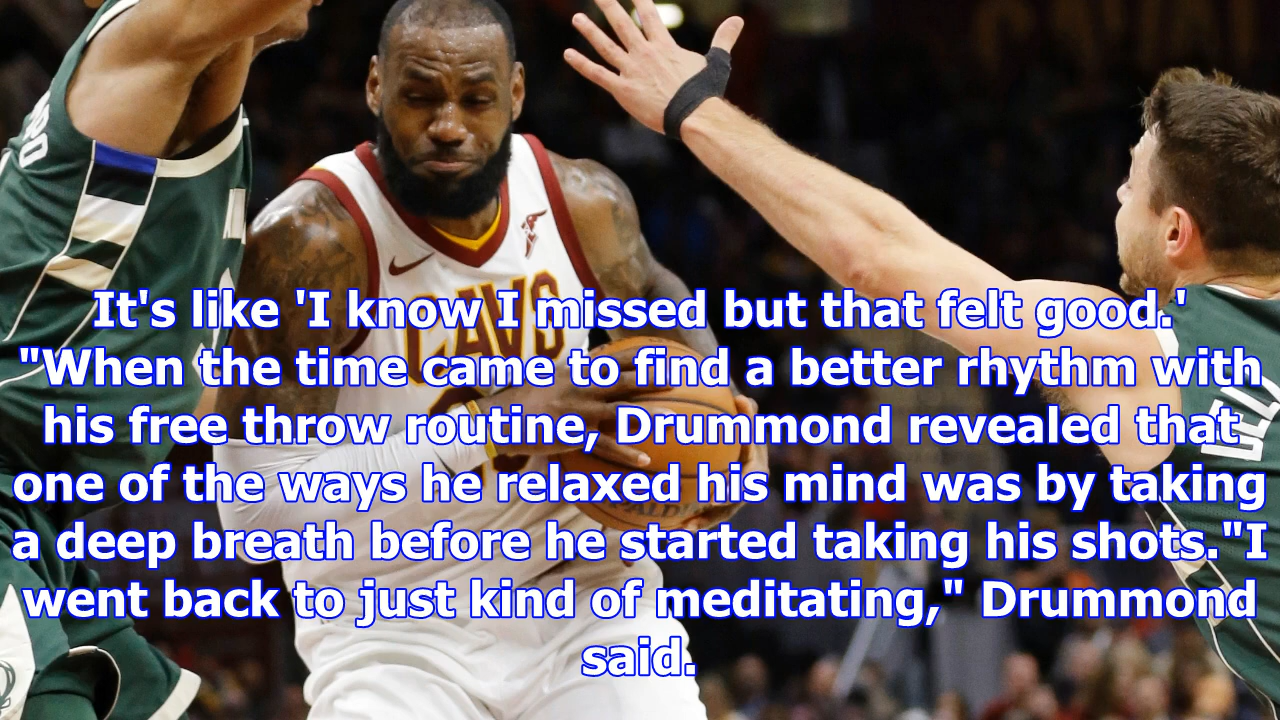 It's like 'I know I missed but that felt good.'
"When the time came to find a better rhythm with
his free throw routine, Drummond revealed that
one of the ways he relaxed his mind was by taking
a deep breath before he started taking his shots."I
went back to just kind of meditating," Drummond
said.
CAVS